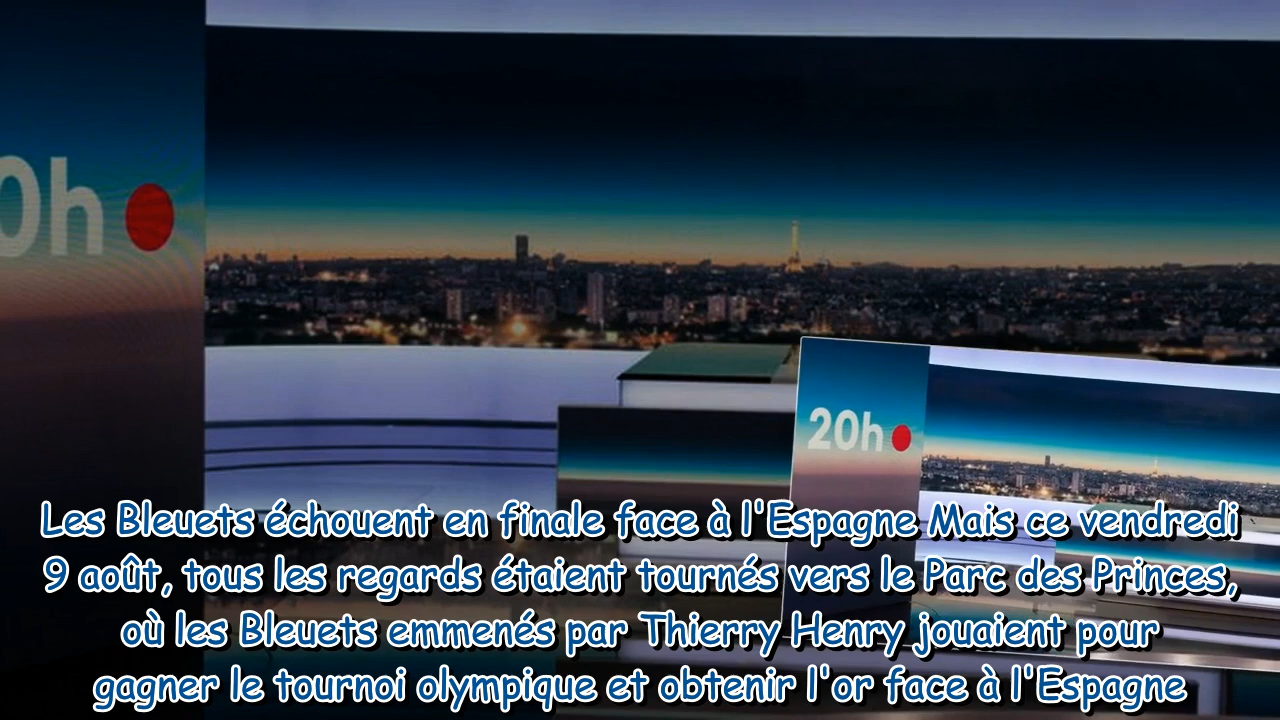 0h
20h
Les Bleuets échouent en finale face à l'Espagne Mais ce vendredi
9 août, tous les regards étaient tournés vers le Parc des Princes,
où les Bleuets emmenés par Thierry Henry jouaient pour
gagner le tournoi olympique et obtenir l'or face à l'Espagne